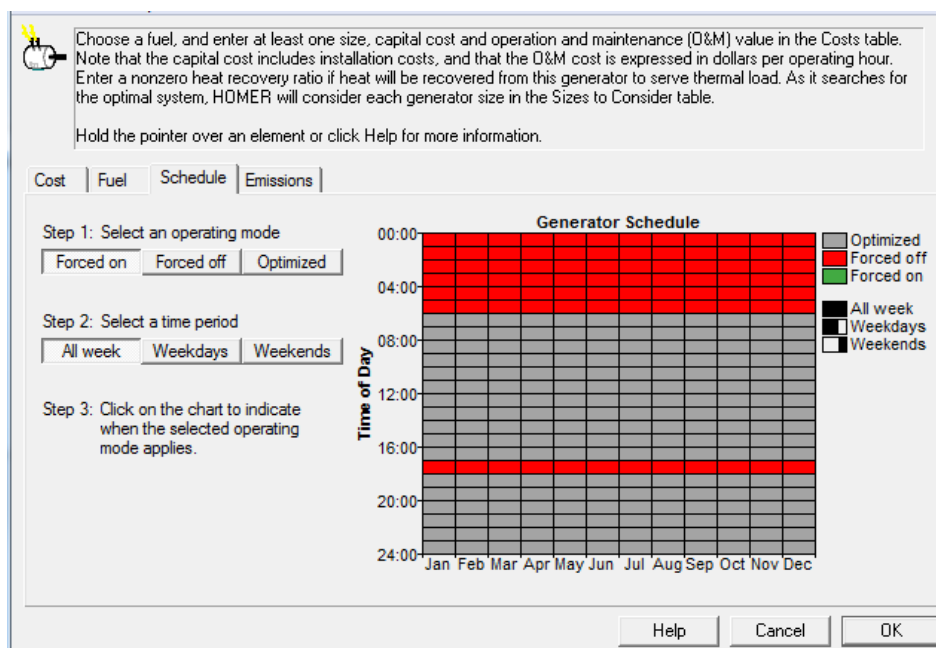 Choose a fuel, and enter at least one size, capital cost and operation and maintenance (O&M) value in the Costs table.
Note that the capital cost includes installation costs, and that the O&M cost is expressed in dollars per operating hour.
Enter a nonzero heat recovery ratio if heat will be recovered from this generator to serve thermal load. As it searches for
the optimal system, HOMER will consider each generator size in the Sizes to Consider table.
Hold the pointer over an element or click Help for more information.
Cost Fuel Schedule Emissions
Step 1: Select an operating mode
Forced on Forced off Optimized
Step 2: Select a time period
All week Weekdays Weekends
Step 3: Click on the chart to indicate
when the selected operating
mode applies.
Generator Schedule
Time of Day
00:00
04:00
08:00
12:00
16:00
20:00
24:00
Jan Feb Mar Apr May Jun Jul Aug Sep Oct Nov Dec
Optimized
Forced off
Forced on
All week
Weekdays
Weekends
Help Cancel OK